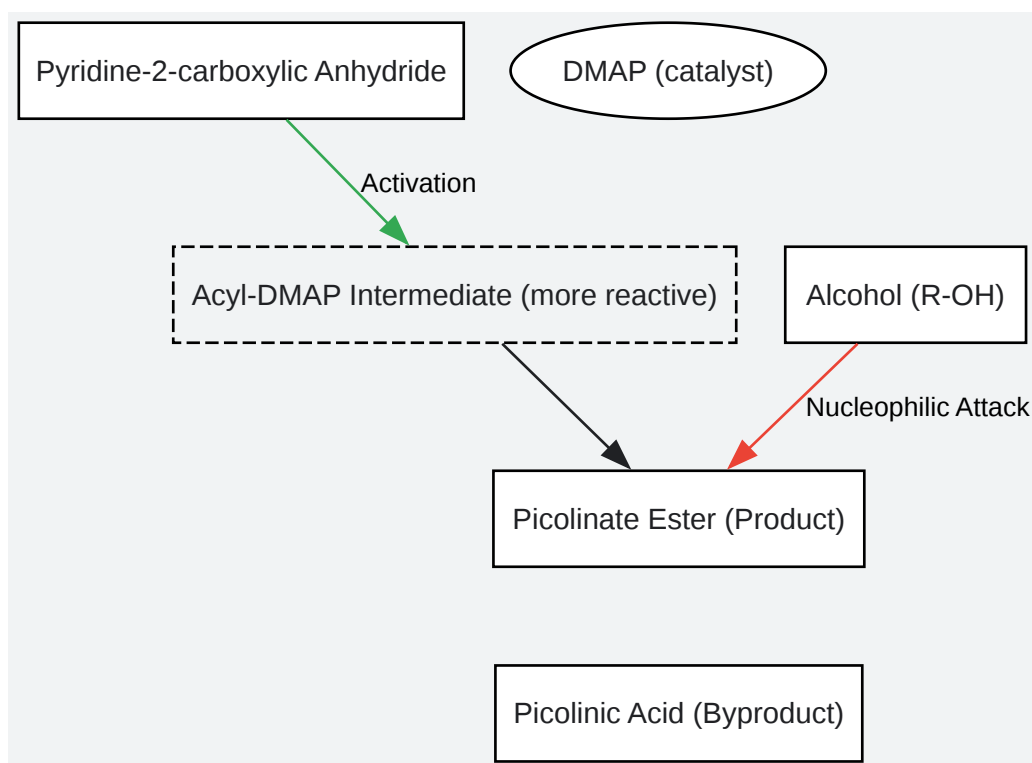 Pyridine-2-carboxylic Anhydride
DMAP (catalyst)
Activation
Acyl-DMAP Intermediate (more reactive)
Alcohol (R-OH)
Nucleophilic Attack
Picolinate Ester (Product)
Picolinic Acid (Byproduct)